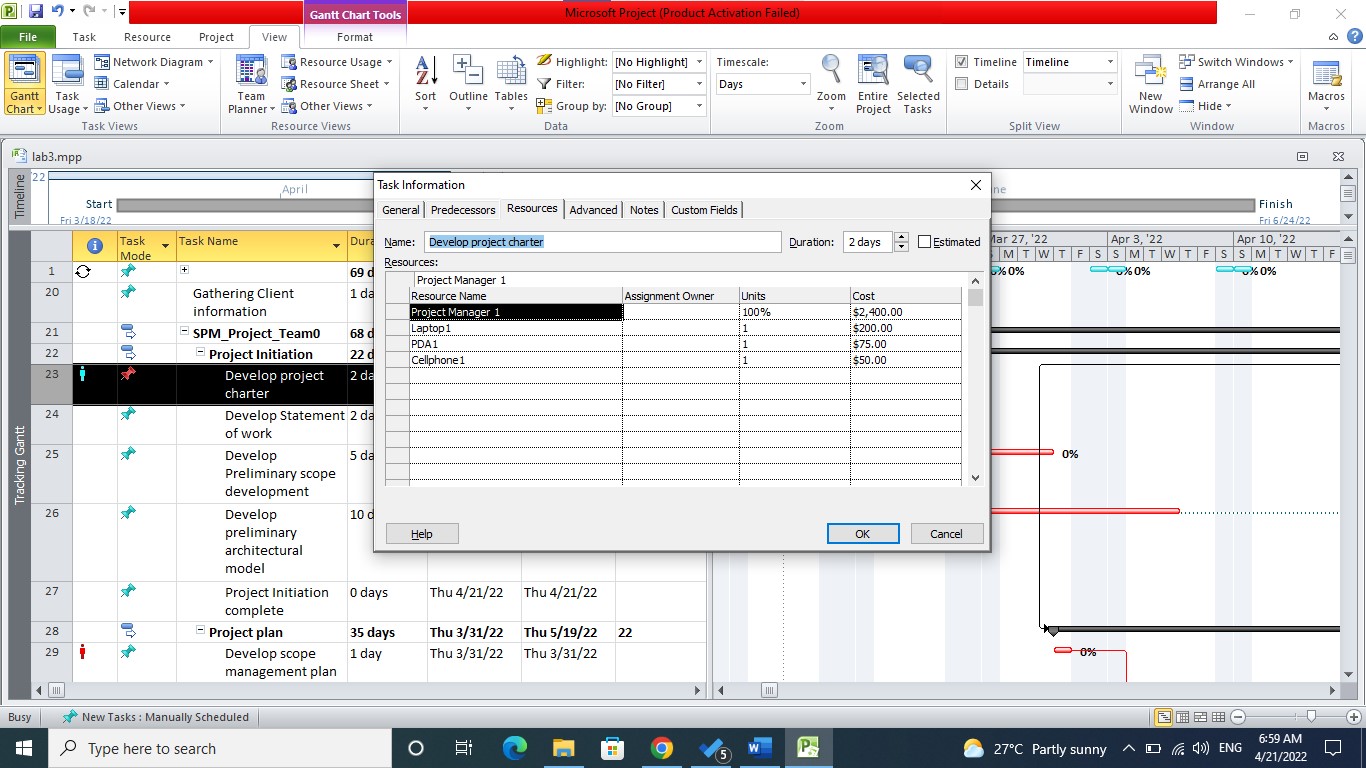 Gantt Chart Tools
Microsoft Project (Product Activation Failed)
File Task Resource Project View Format
Gantt Chart
Task Usage
Network Diagram
Calendar
Other Views
Task Views
Team Planner
Resource Usage
Resource Sheet
Other Views
Resource Views
Sort
Outline
Tables
Highlight: [No Highlight]
Filter: [No Filter]
Group by: [No Group]
Data
Timescale:
Days
Zoom
Entire Project
Selected Tasks
Zoom
Timeline Timeline
Details
Split View
New Window
Switch Windows
Arrange All
Hide
Window
Macros
Macros
lab3.mpp
Timeline
'22
April
Start
Fri 3/18/22
Finish
Fri 6/24/22
Task Information
General Predecessors Resources Advanced Notes Custom Fields
Name: Develop project charter Duration: 2 days Estimated
Resources:
Project Manager 1
Resource Name Assignment Owner Units Cost
Project Manager 1 100% $2,400.00
Laptop1 1 $200.00
PDA1 1 $75.00
Cellphone1 1 $50.00
Help OK Cancel
Tracking Gantt
Task Mode Task Name
1 69 d
20 Gathering Client information 1 da
21 SPM_Project_Team0 68 d
22 Project Initiation 22 d
23 Develop project charter 2 da
24 Develop Statement of work 2 da
25 Develop Preliminary scope development 5 da
26 Develop preliminary architectural model 10 d
27 Project Initiation complete 0 days Thu 4/21/22 Thu 4/21/22
28 Project plan 35 days Thu 3/31/22 Thu 5/19/22 22
29 Develop scope management plan 1 day Thu 3/31/22 Thu 3/31/22
Mar 27, '22 Apr 3, '22 Apr 10, '22
S M T W T F S S M T W T F S S M T W T F
0% 0% 0%
0%
0%
Busy New Tasks : Manually Scheduled
Type here to search
5
27°C Partly sunny
ENG
6:59 AM
4/21/2022